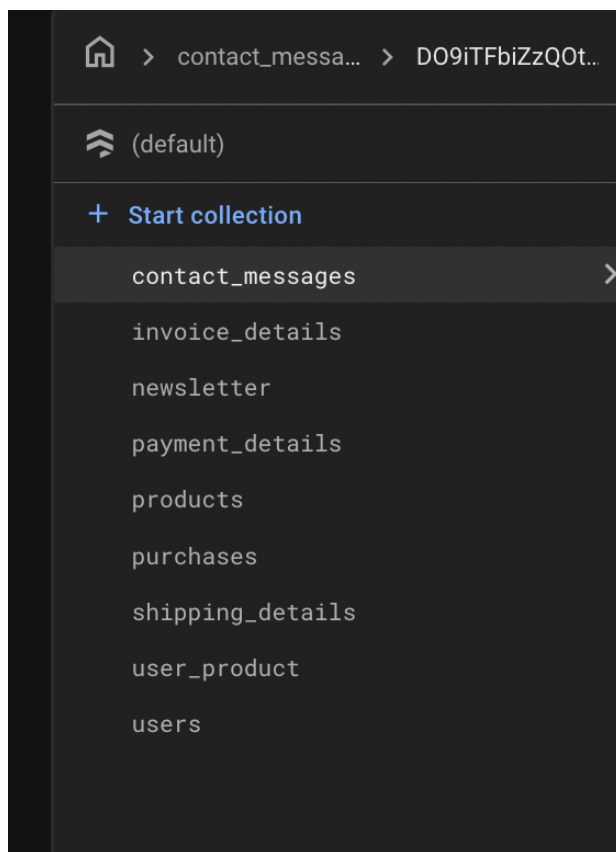 contact_messa... > DO9iTFbiZzQOt...
(default)
+ Start collection
contact_messages
invoice_details
newsletter
payment_details
products
purchases
shipping_details
user_product
users